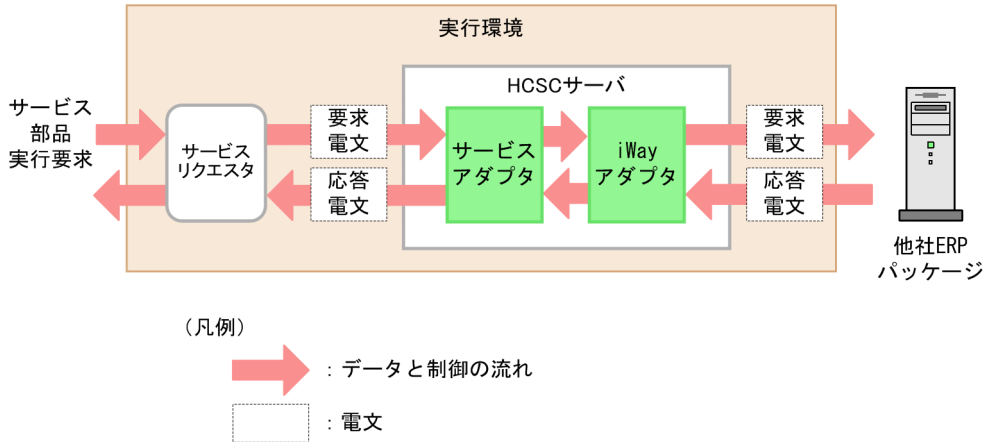 実行環境
HCSCサーバ
サービス
部品
実行要求
サービス
リクエスタ
要求
電文
応答
電文
サービス
アダプタ
iWay
アダプタ
要求
電文
応答
電文
他社ERP
パッケージ
（凡例）
：データと制御の流れ
：電文